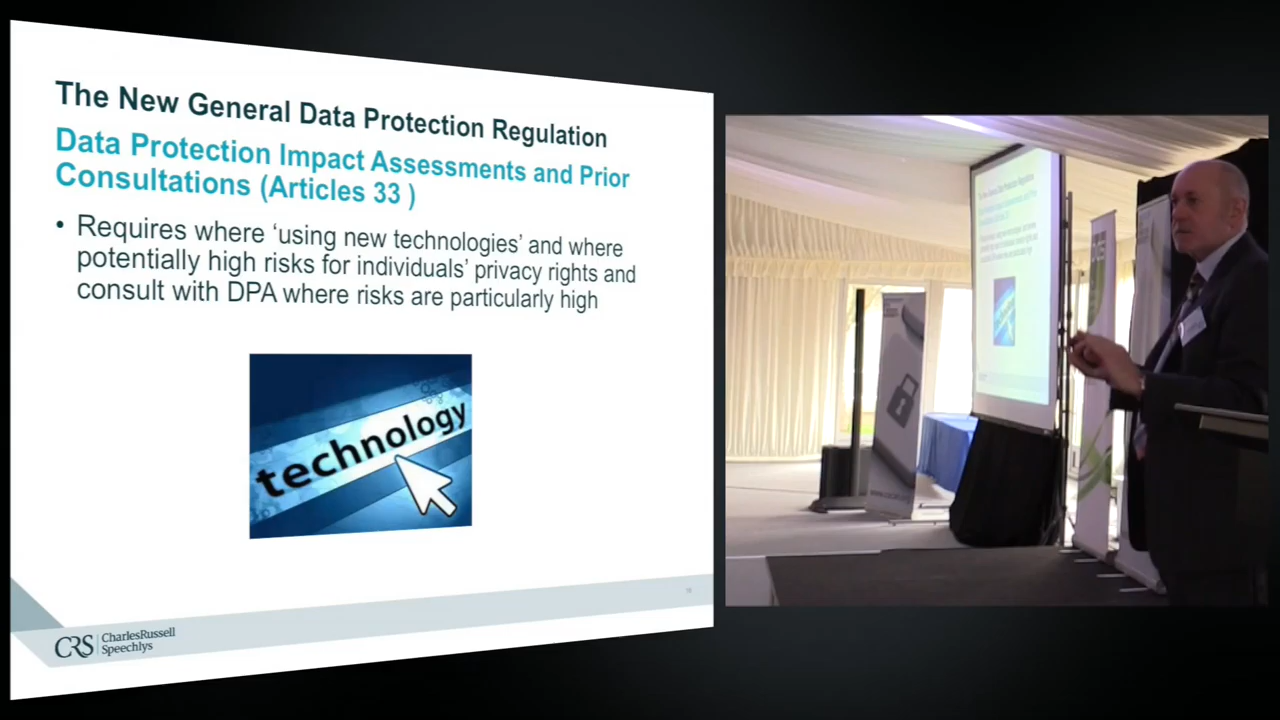 The New General Data Protection Regulation
Data Protection Impact Assessments and Prior
Consultations (Articles 33 )
• Requires where ‘using new technologies’ and where
potentially high risks for individuals’ privacy rights and
consult with DPA where risks are particularly high
technology
CRS
CharlesRussell
Speechlys